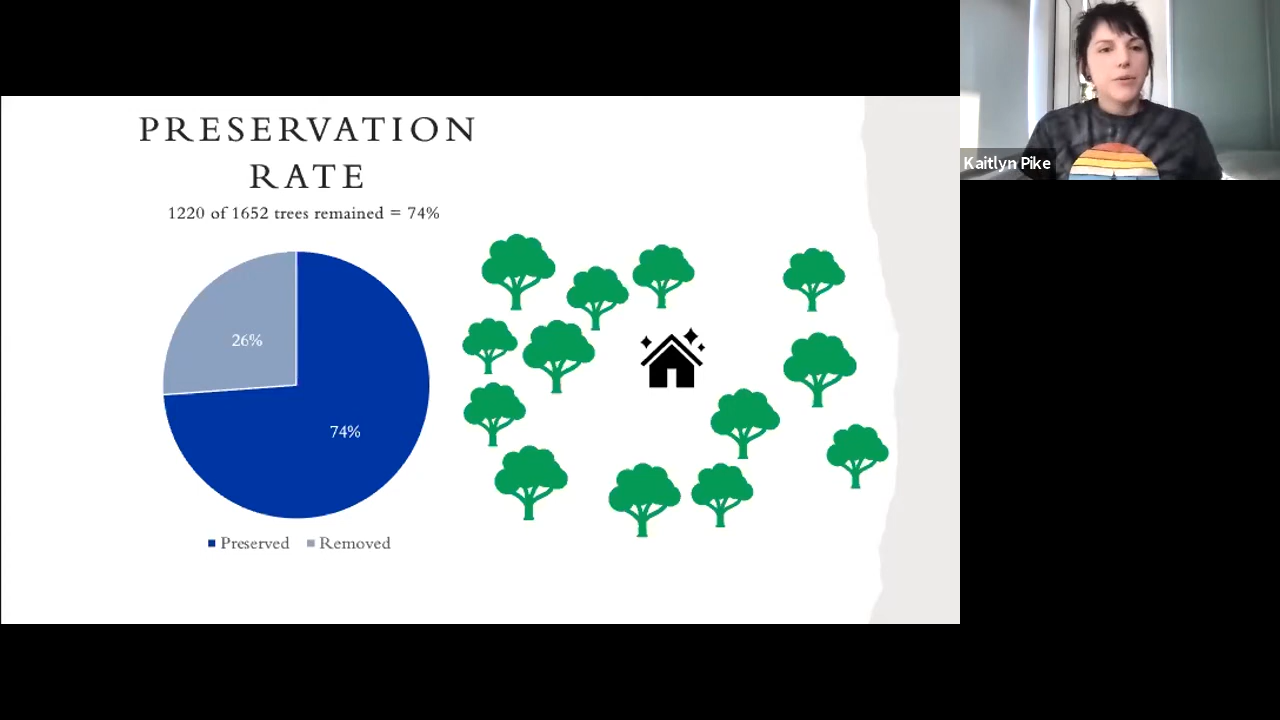 PRESERVATION
RATE
1220 of 1652 trees remained = 74%
26%
74%
Preserved
Removed
Kaitlyn Pike